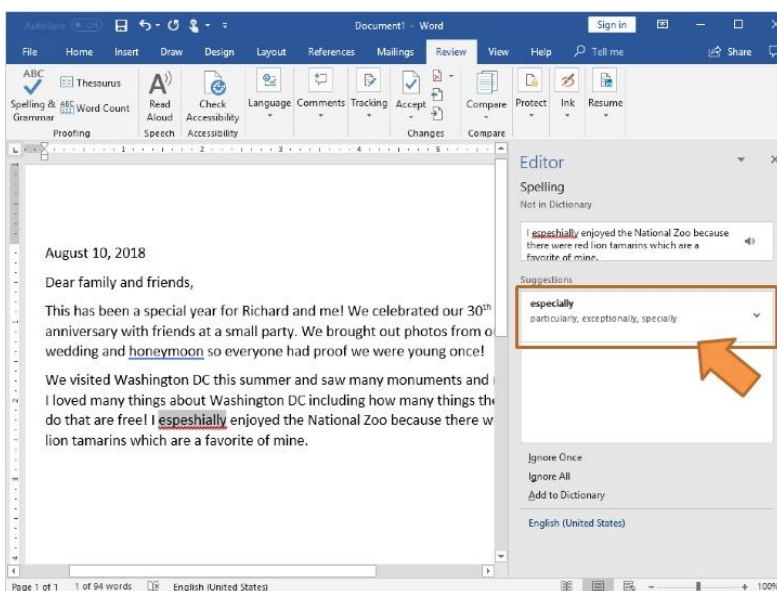 AutoSave Off Document1 - Word Sign in
File Home Insert Draw Design Layout References Mailings Review View Help Tell me Share
ABC
Spelling & Grammar
Thesaurus
ABC 123 Word Count
Proofing
A
Read Aloud
Speech
Check Accessibility
Accessibility
Language
Comments
Tracking
Accept
Changes
Compare
Compare
Protect
Ink
Resume
1 2 3 4 5
August 10, 2018
Dear family and friends,
This has been a special year for Richard and me! We celebrated our 30th
anniversary with friends at a small party. We brought out photos from
wedding and honeymoon so everyone had proof we were young once!
We visited Washington DC this summer and saw many monuments and
I loved many things about Washington DC including how many things
do that are free! I espeshially enjoyed the National Zoo because there
lion tamarins which are a favorite of mine.
Editor
Spelling
Not in Dictionary
I espeshially enjoyed the National Zoo because
there were red lion tamarins which are a
favorite of mine.
Suggestions
especially
particularly, exceptionally, specially
Ignore Once
Ignore All
Add to Dictionary
English (United States)
Page 1 of 1 1 of 94 words English (United States) 100%